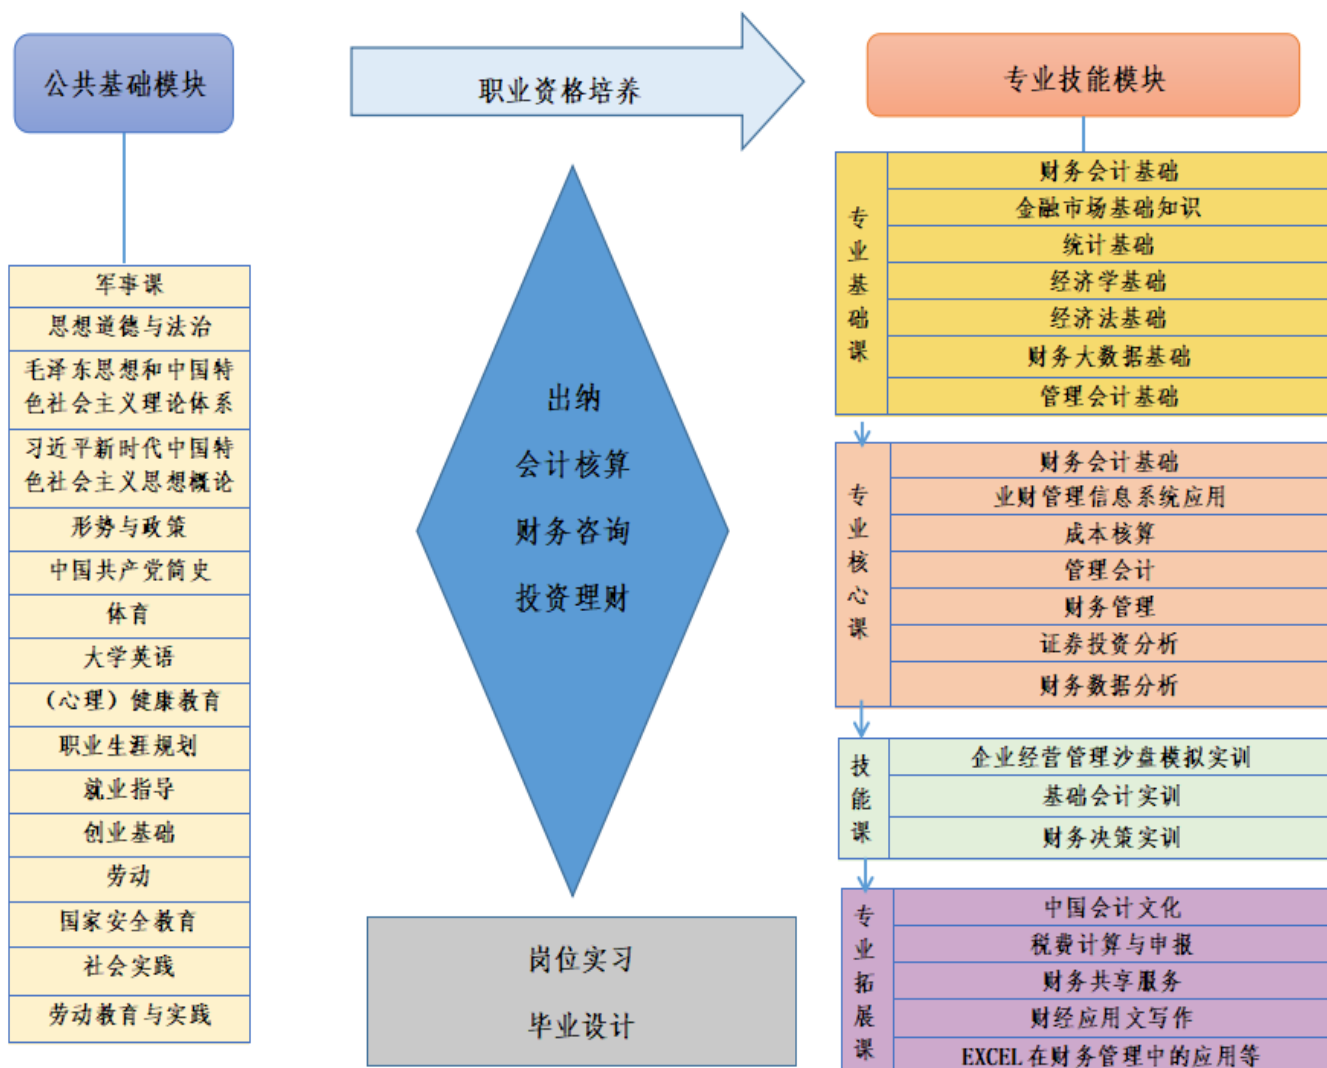 公共基础模块
军事课
思想道德与法治
毛泽东思想和中国特
色社会主义理论体系
习近平新时代中国特
色社会主义思想概论
形势与政策
中国共产党简史
体育
大学英语
（心理）健康教育
职业生涯规划
就业指导
创业基础
劳动
国家安全教育
社会实践
劳动教育与实践
职业资格培养
出纳
会计核算
财务咨询
投资理财
岗位实习
毕业设计
专业技能模块
专业基础课
财务会计基础
金融市场基础知识
统计基础
经济学基础
经济法基础
财务大数据基础
管理会计基础
专业核心课
财务会计基础
业财管理信息系统应用
成本核算
管理会计
财务管理
证券投资分析
财务数据分析
技能课
企业经营管理沙盘模拟实训
基础会计实训
财务决策实训
专业拓展课
中国会计文化
税费计算与申报
财务共享服务
财经应用文写作
EXCEL在财务管理中的应用等